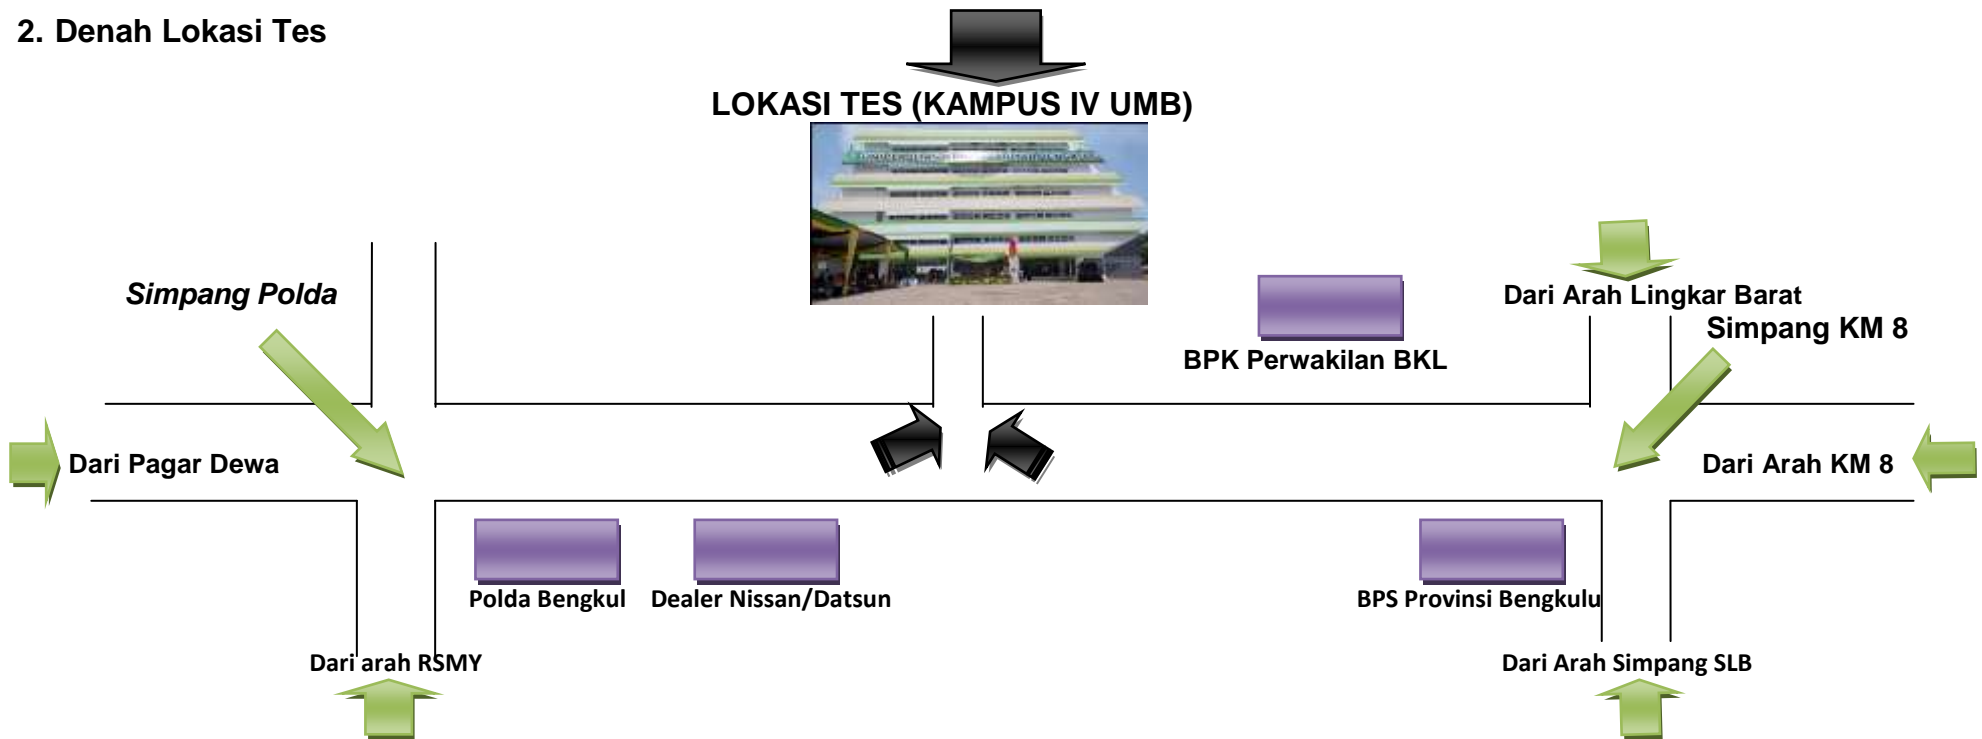 2. Denah Lokasi Tes
LOKASI TES (KAMPUS IV UMB)
Simpang Polda
Dari Arah Lingkar Barat
Simpang KM 8
BPK Perwakilan BKL
Dari Pagar Dewa
Dari Arah KM 8
Polda Bengkul
Dealer Nissan/Datsun
BPS Provinsi Bengkulu
Dari arah RSMY
Dari Arah Simpang SLB